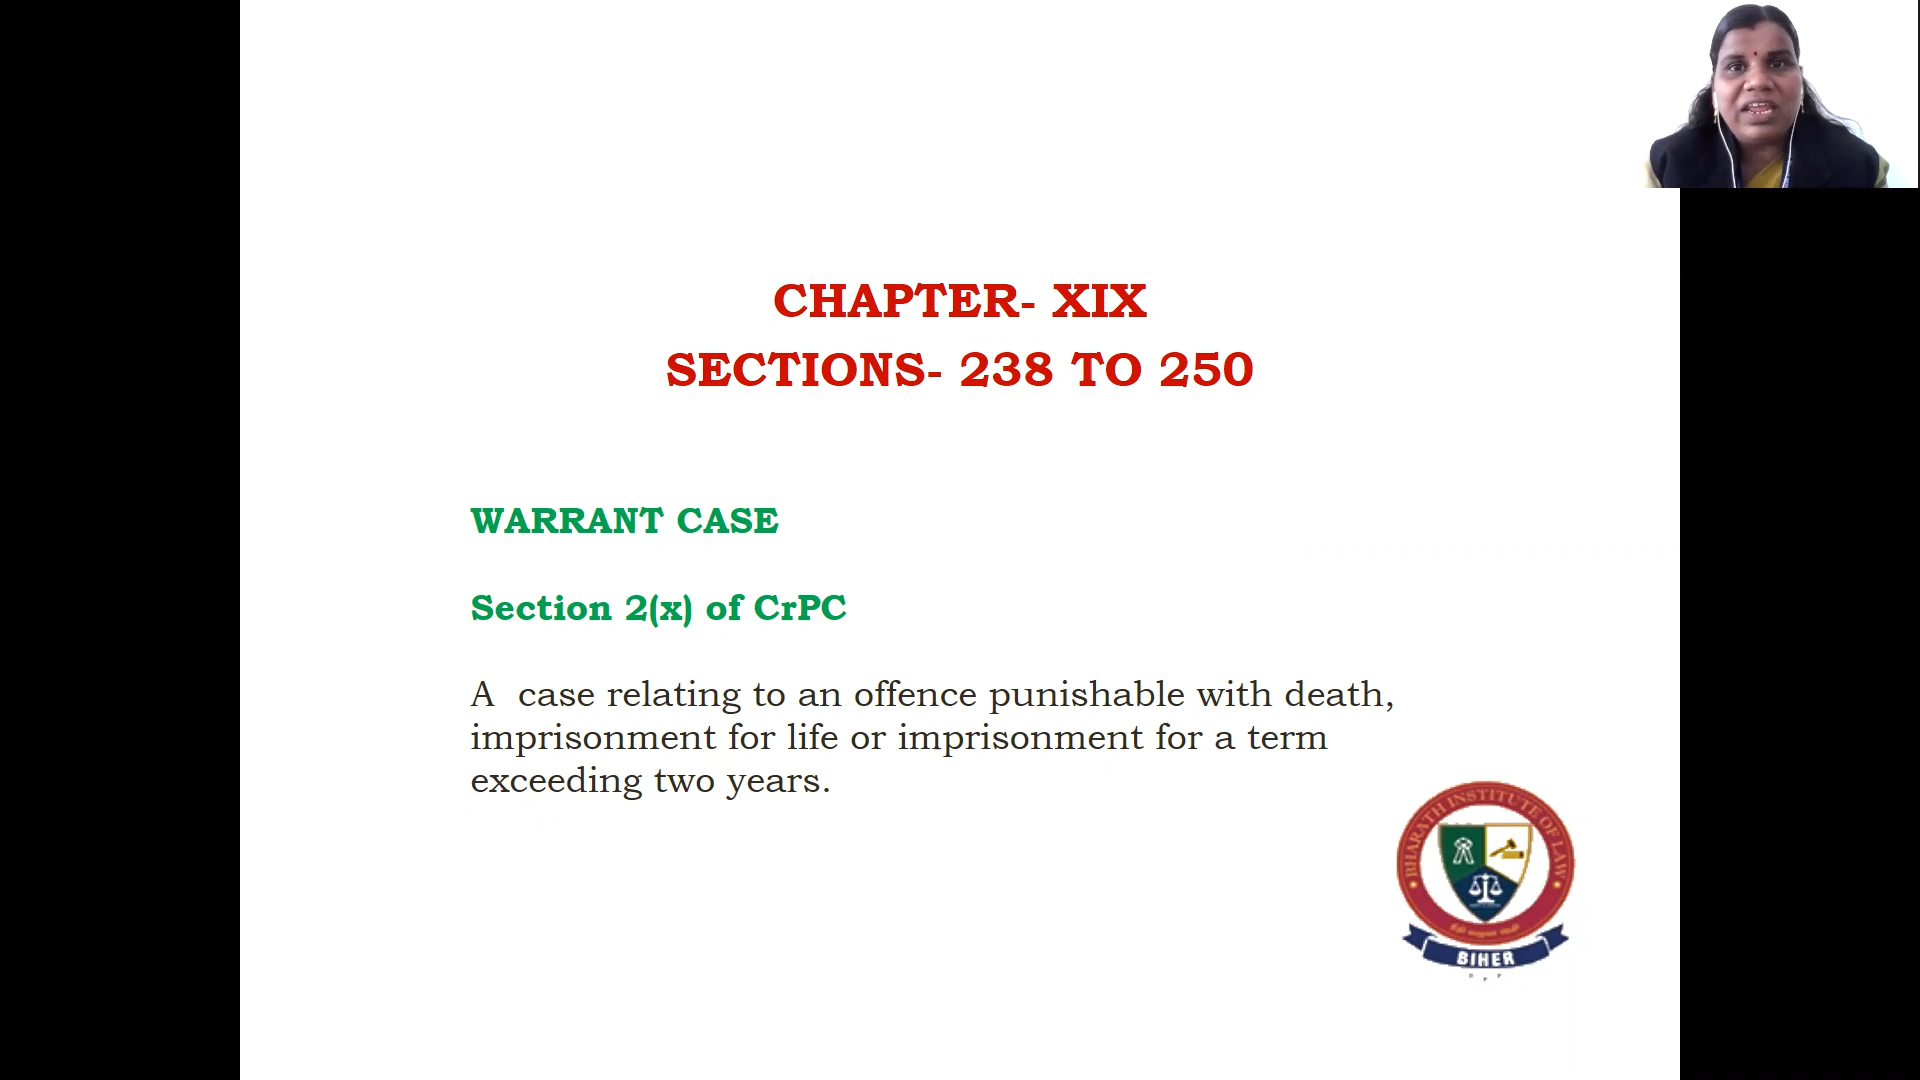 CHAPTER- XIX
SECTIONS- 238 TO 250
WARRANT CASE
Section 2(x) of CrPC
A  case relating to an offence punishable with death,
imprisonment for life or imprisonment for a term
exceeding two years.
BHARATH INSTITUTE OF LAW
BIHER